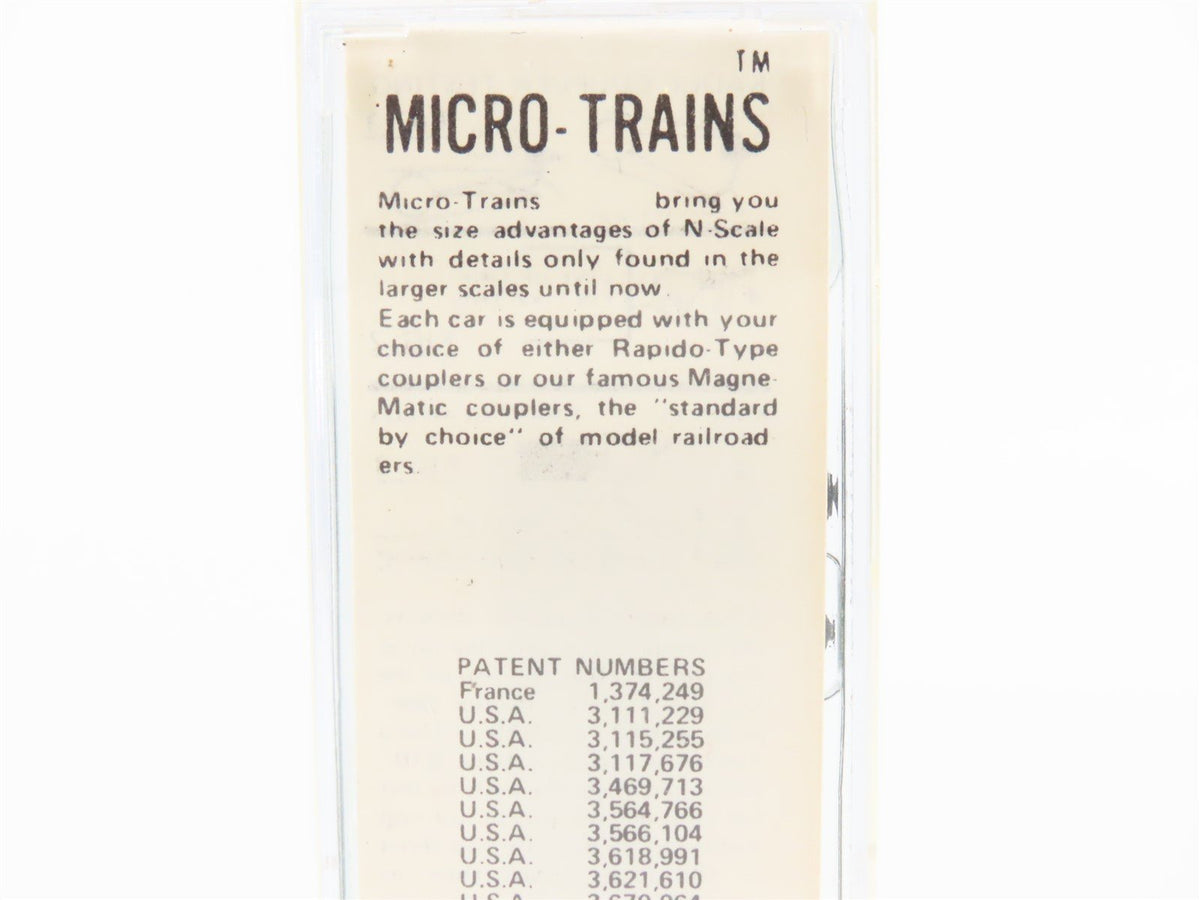 TM
MICRO-TRAINS
Micro-Trains bring you
the size advantages of N-Scale
with details only found in the
larger scales until now.
Each car is equipped with your
choice of either Rapido-Type
couplers or our famous Magne-
Matic couplers, the "standard
by choice" of model railroad
ers.
PATENT NUMBERS
France 1,374,249
U.S.A. 3,111,229
U.S.A. 3,115,255
U.S.A. 3,117,676
U.S.A. 3,469,713
U.S.A. 3,564,766
U.S.A. 3,566,104
U.S.A. 3,618,991
U.S.A. 3,621,610
U.S.A.